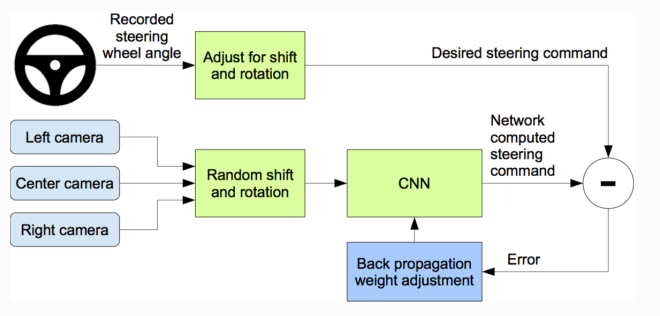 Recorded
steering
wheel angle
Adjust for shift
and rotation
Desired steering command
Left camera
Center camera
Right camera
Random shift
and rotation
CNN
Network
computed
steering
command
-
Back propagation
weight adjustment
Error